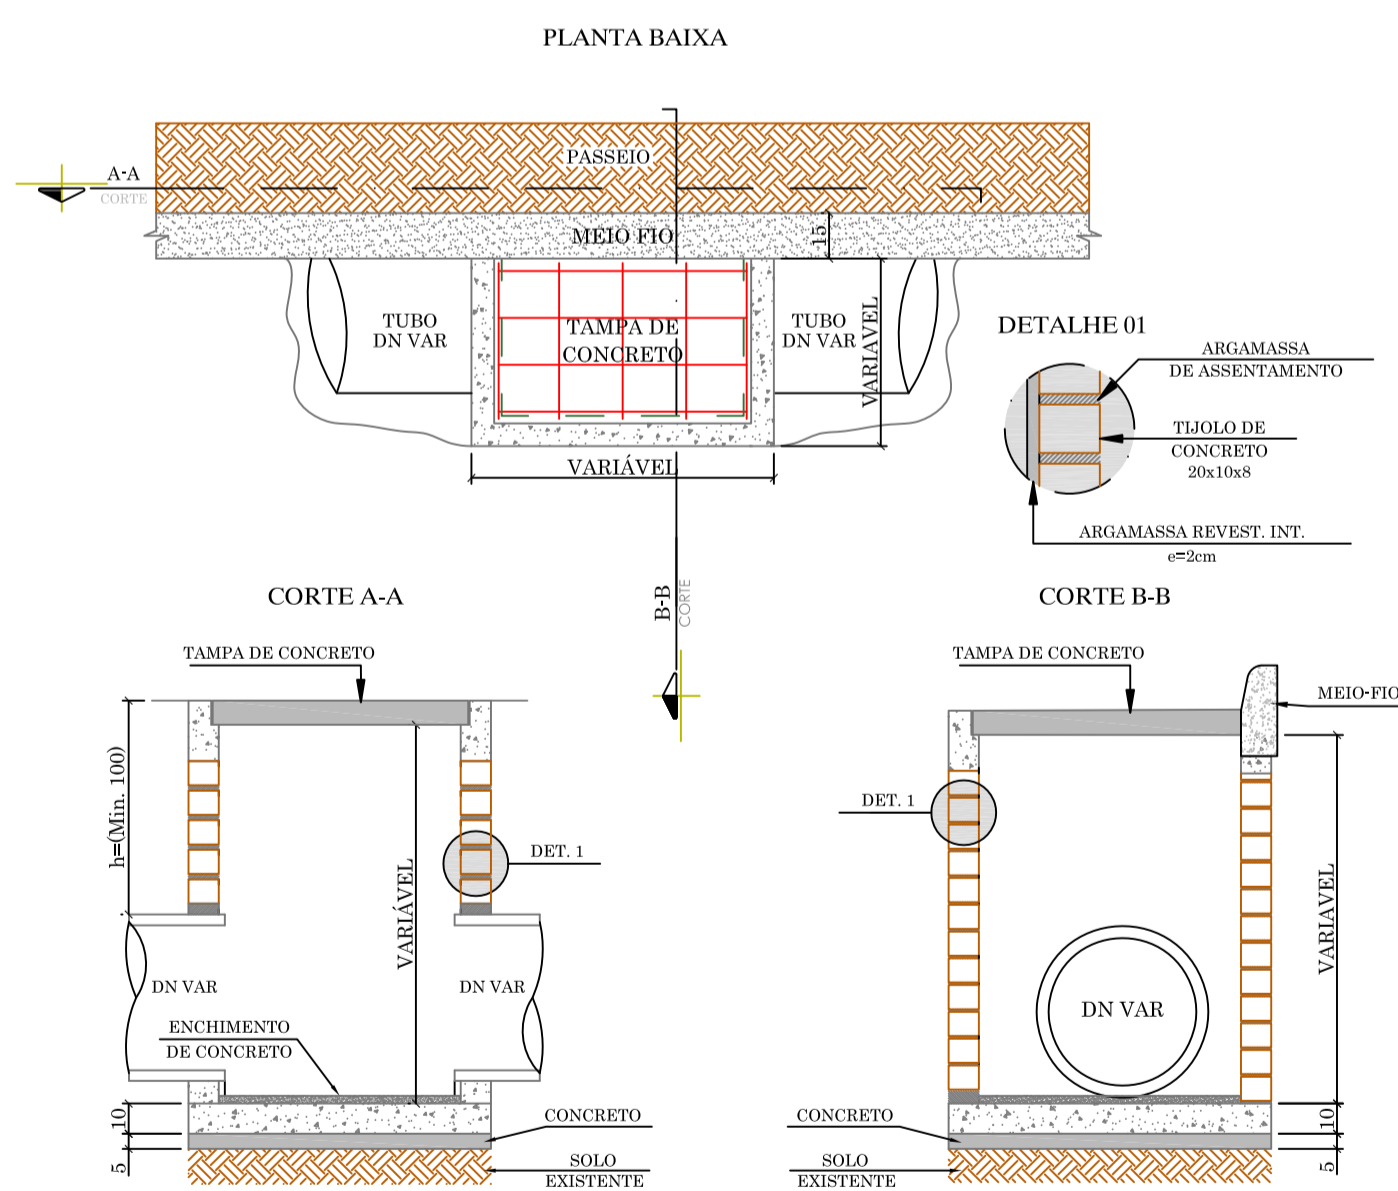 PLANTA BAIXA
PASSEIO
A-A
CORTE
MEIO FIO
15
TUBO
DN VAR
TAMPA DE
CONCRETO
TUBO
DN VAR
VARIAVEL
VARIÁVEL
DETALHE 01
ARGAMASSA
DE ASSENTAMENTO
TIJOLO DE
CONCRETO
20x10x8
ARGAMASSA REVEST. INT.
e=2cm
B-B
CORTE
CORTE A-A
TAMPA DE CONCRETO
h=(Min. 100)
VARIÁVEL
DET. 1
DN VAR
DN VAR
ENCHIMENTO
DE CONCRETO
10
5
CONCRETO
SOLO
EXISTENTE
CORTE B-B
TAMPA DE CONCRETO
MEIO-FIO
DET. 1
VARIAVEL
DN VAR
CONCRETO
10
5
SOLO
EXISTENTE